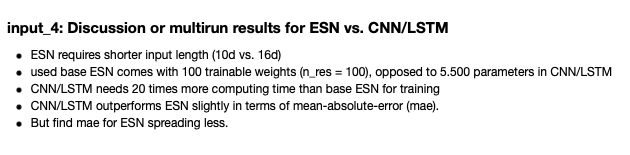 input_4: Discussion or multirun results for ESN vs. CNN/LSTM
• ESN requires shorter input length (10d vs. 16d)
• used base ESN comes with 100 trainable weights (n_res = 100), opposed to 5.500 parameters in CNN/LSTM
• CNN/LSTM needs 20 times more computing time than base ESN for training
• CNN/LSTM outperforms ESN slightly in terms of mean-absolute-error (mae).
• But find mae for ESN spreading less.